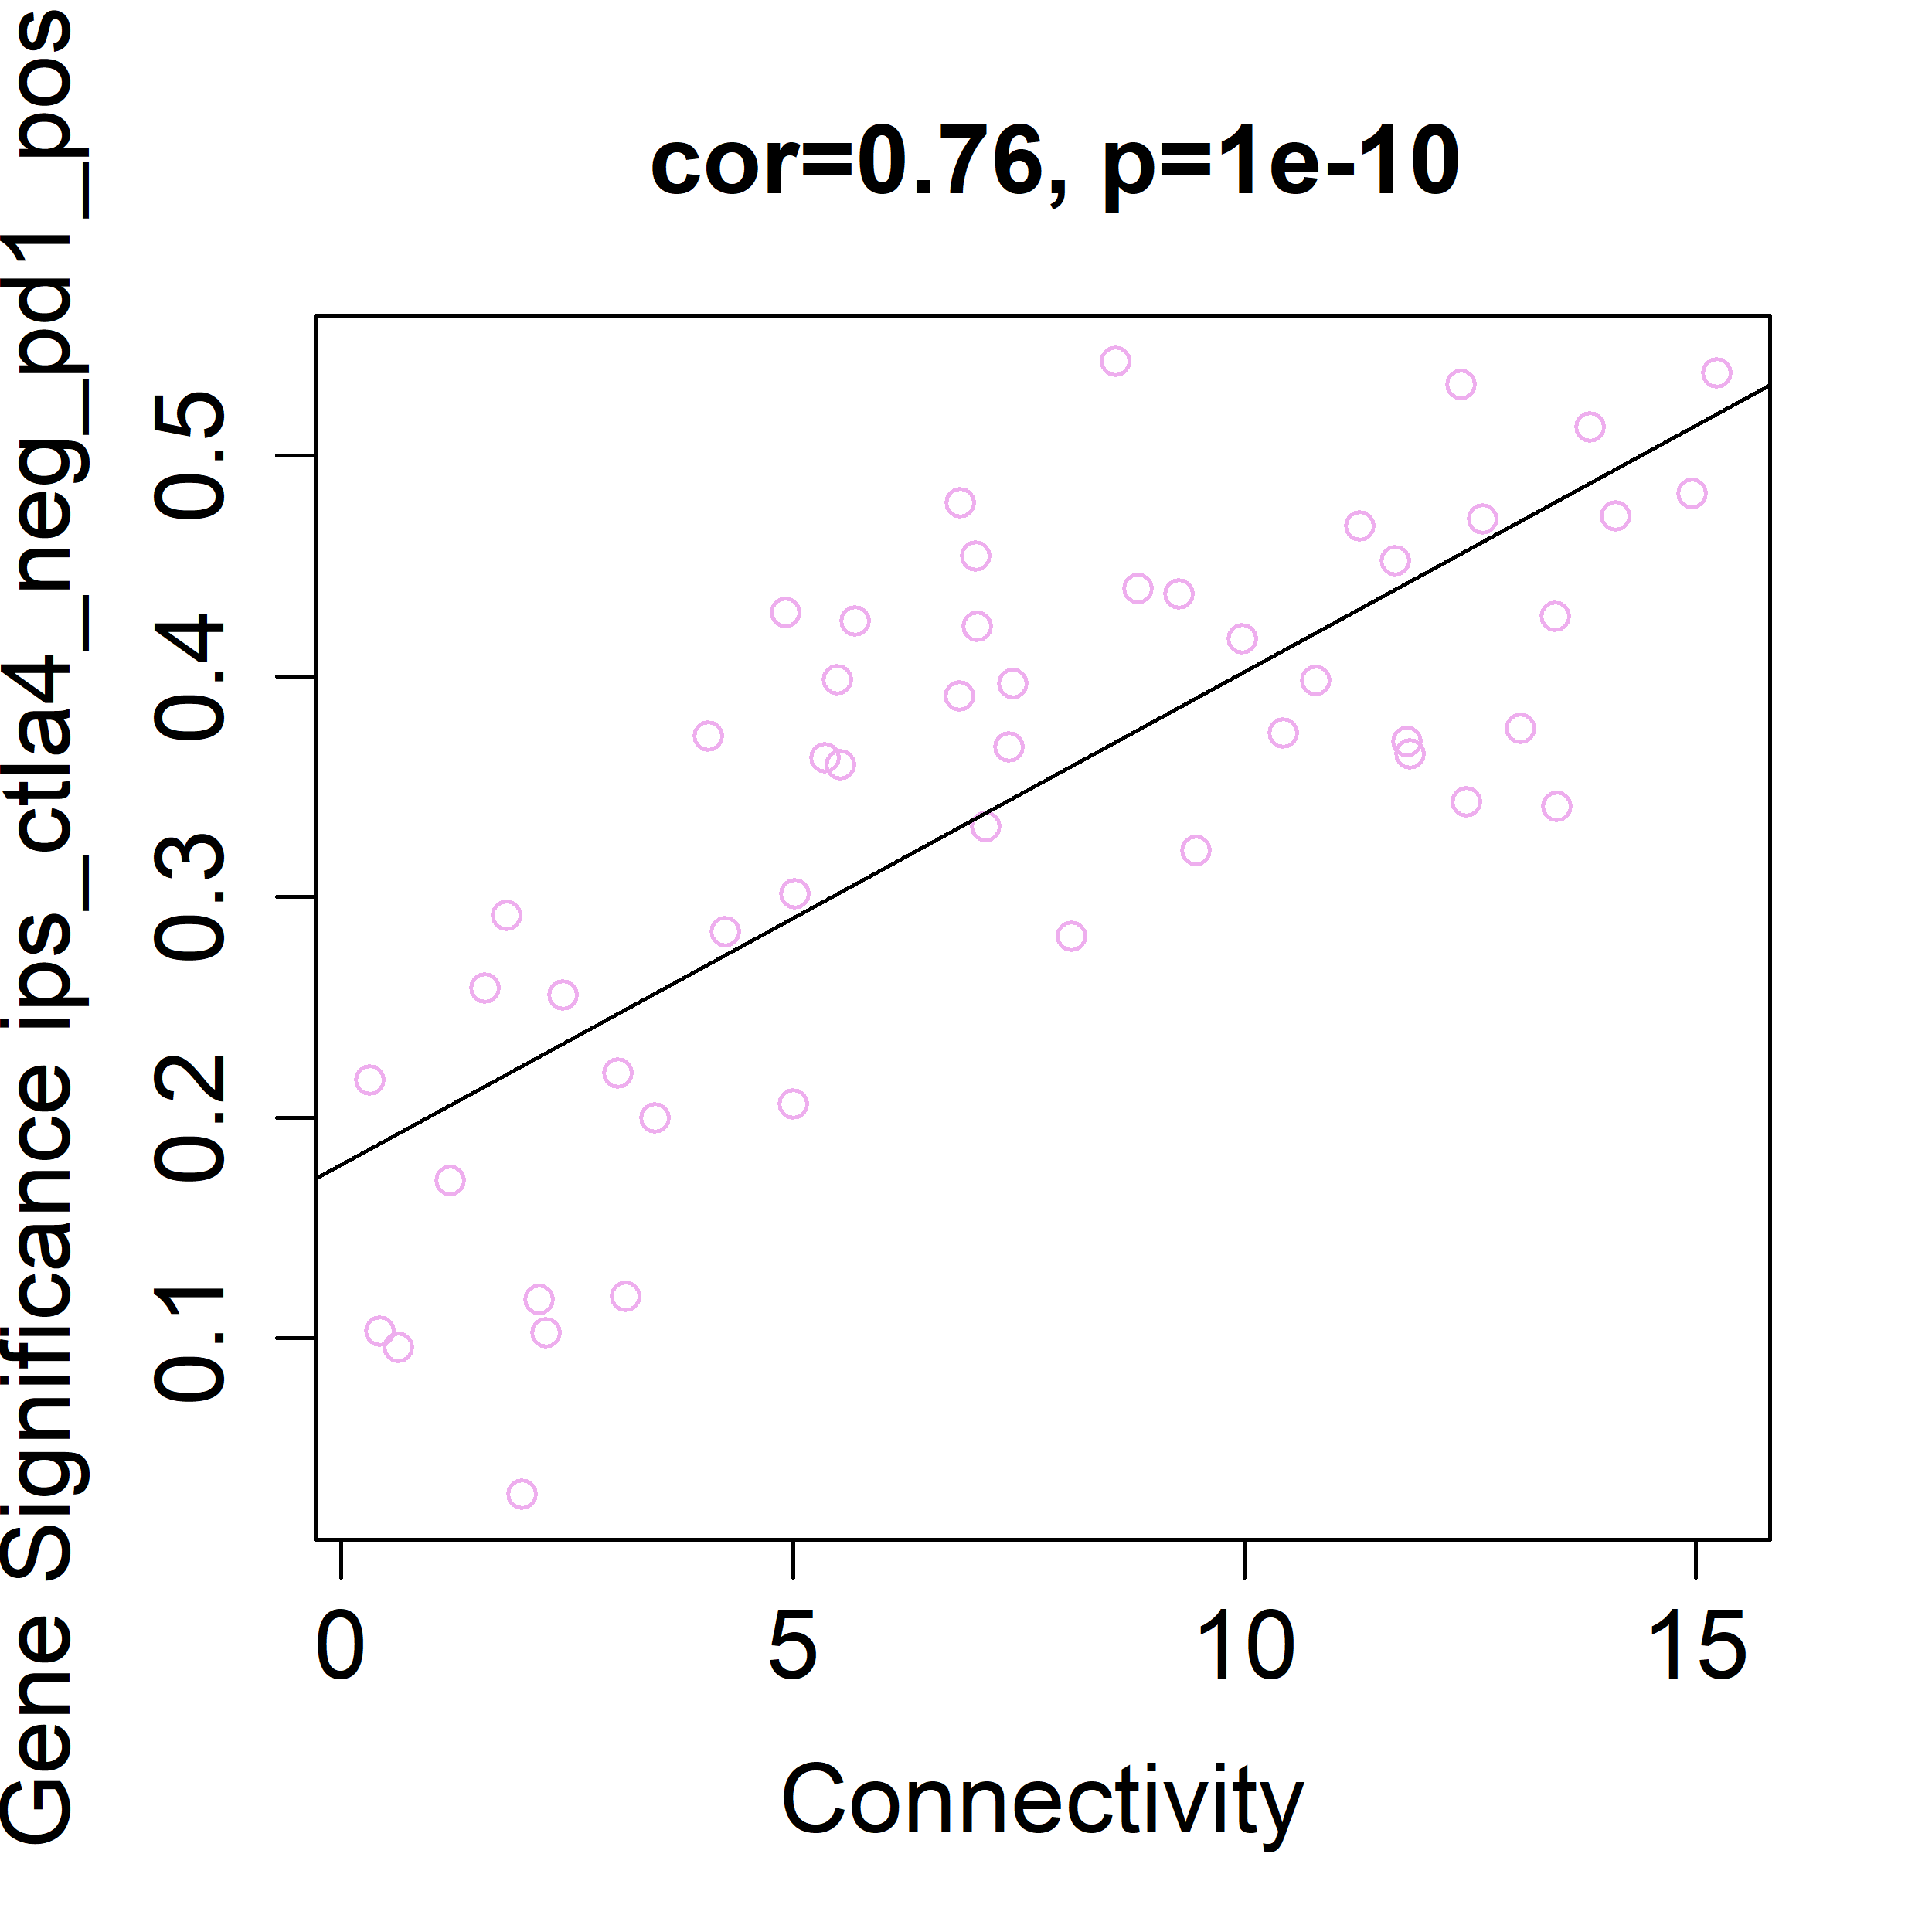 cor=0.76, p=1e-10
Gene Significance ips_ctla4_neg_pd1_pos
0.5
0.4
0.3
0.2
0.1
0 5 10 15
Connectivity